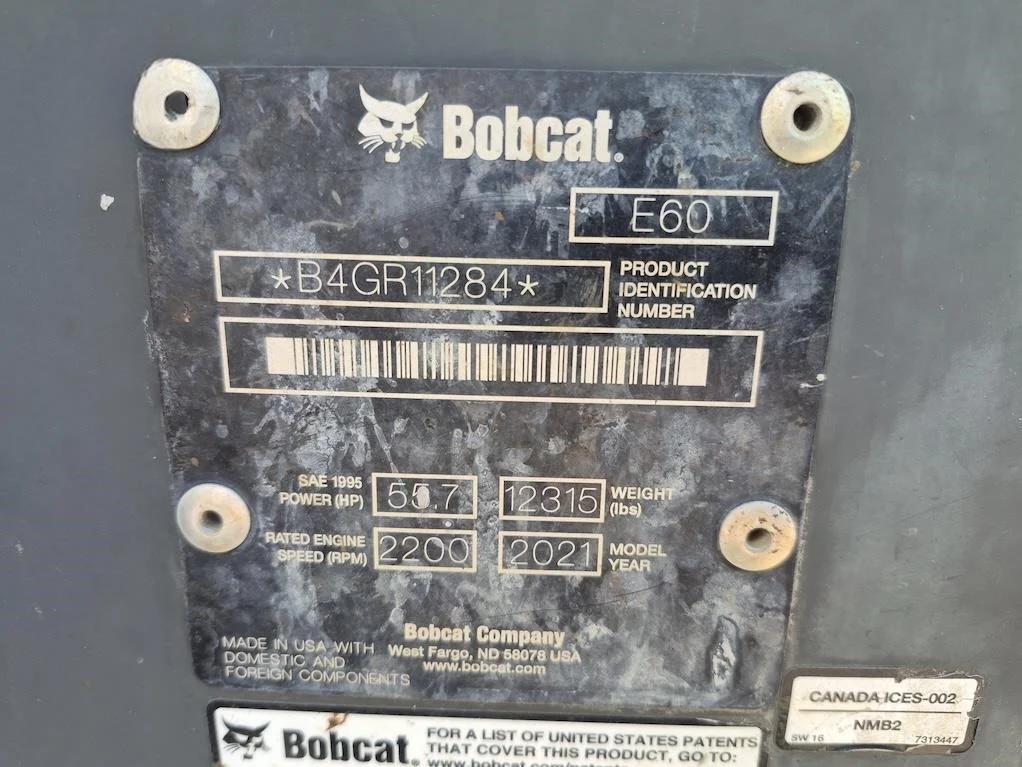 Bobcat®
E60
*B4GR11284*
PRODUCT
IDENTIFICATION
NUMBER
SAE 1995
POWER (HP)
55.7
12315
WEIGHT
(lbs)
RATED ENGINE
SPEED (RPM)
2200
2021
MODEL
YEAR
MADE IN USA WITH
DOMESTIC AND
FOREIGN COMPONENTS
Bobcat Company
West Fargo, ND 58078 USA
www.bobcat.com
Bobcat®
FOR A LIST OF UNITED STATES PATENTS
THAT COVER THIS PRODUCT, GO TO:
CANADA ICES-002
NMB2
SW 16
7313447